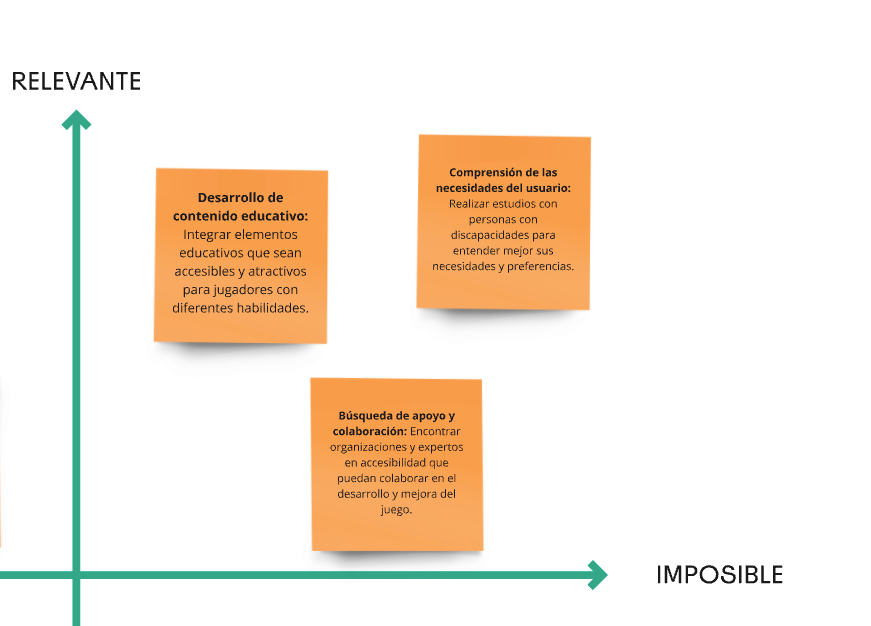 RELEVANTE
Desarrollo de
contenido educativo:
Integrar elementos
educativos que sean
accesibles y atractivos
para jugadores con
diferentes habilidades.
Comprensión de las
necesidades del usuario:
Realizar estudios con
personas con
discapacidades para
entender mejor sus
necesidades y preferencias.
Búsqueda de apoyo y
colaboración: Encontrar
organizaciones y expertos
en accesibilidad que
puedan colaborar en el
desarrollo y mejora del
juego.
IMPOSIBLE